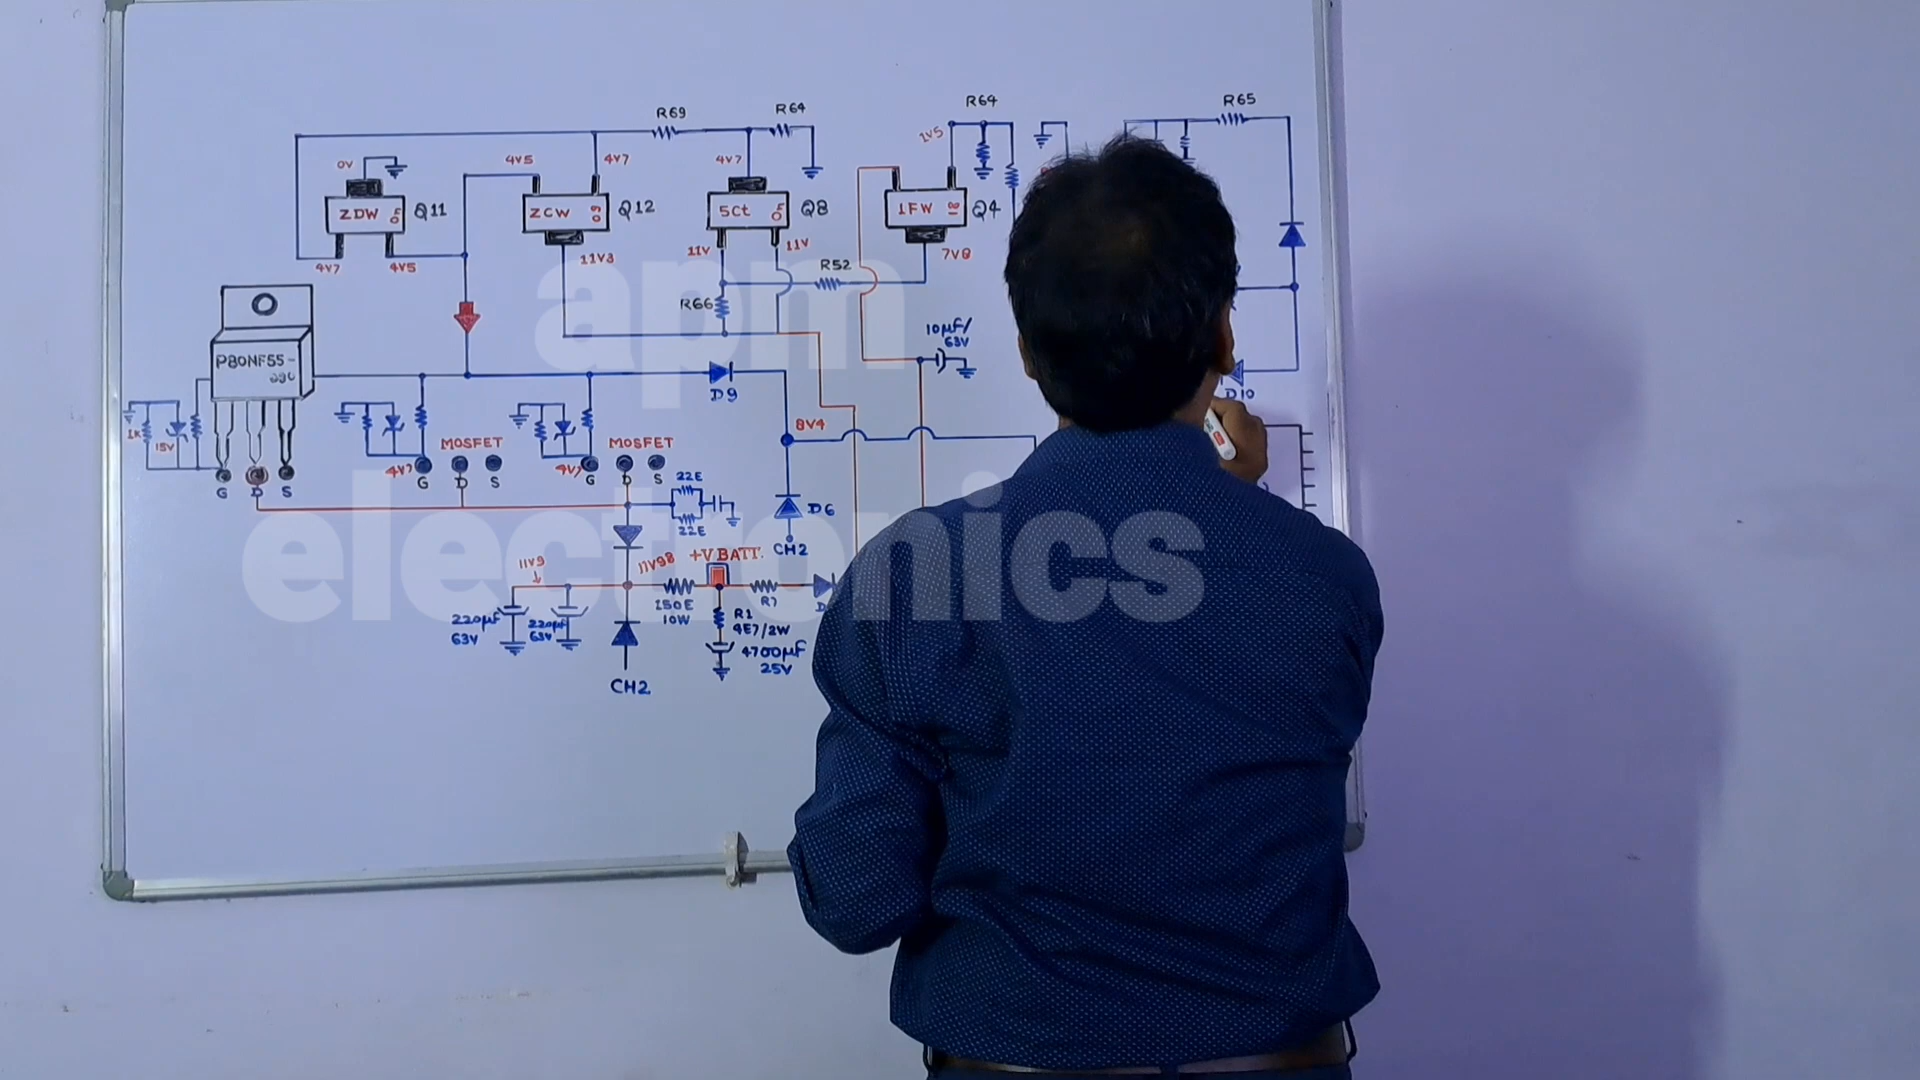 R69
R64
R64
R65
0V
4V5
4V7
4V7
1V5
ZDW
Q11
ZCW
Q12
5Ct
Q8
1FW
Q4
4V7
4V5
11V3
11V
11V
7V8
R52
R66
10µF/
63V
P80NF55-
D9
D10
1K
15V
MOSFET
MOSFET
8V4
4V7
4V7
G
D
S
G
D
S
G
D
S
22E
22E
D6
CH2
11V9
11V98
+V BATT.
220µF
63V
220µF
63V
150E
10W
R7
D
R1
4E7/2W
4700µF
25V
CH2
apm
electronics